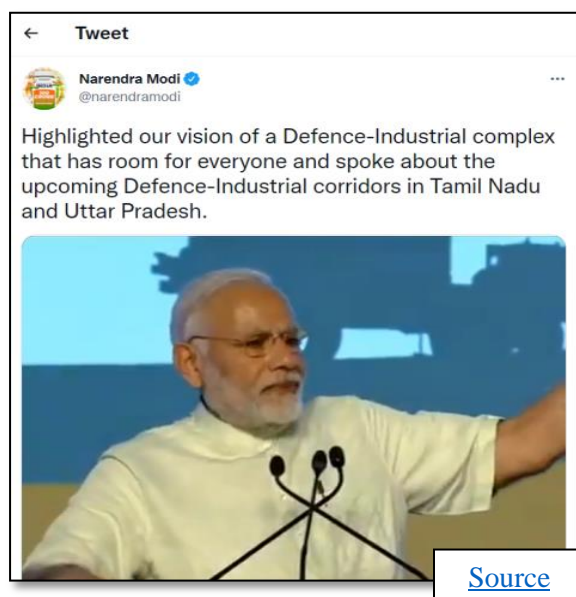 ← Tweet
Narendra Modi
@narendramodi
Highlighted our vision of a Defence-Industrial complex
that has room for everyone and spoke about the
upcoming Defence-Industrial corridors in Tamil Nadu
and Uttar Pradesh.
Source